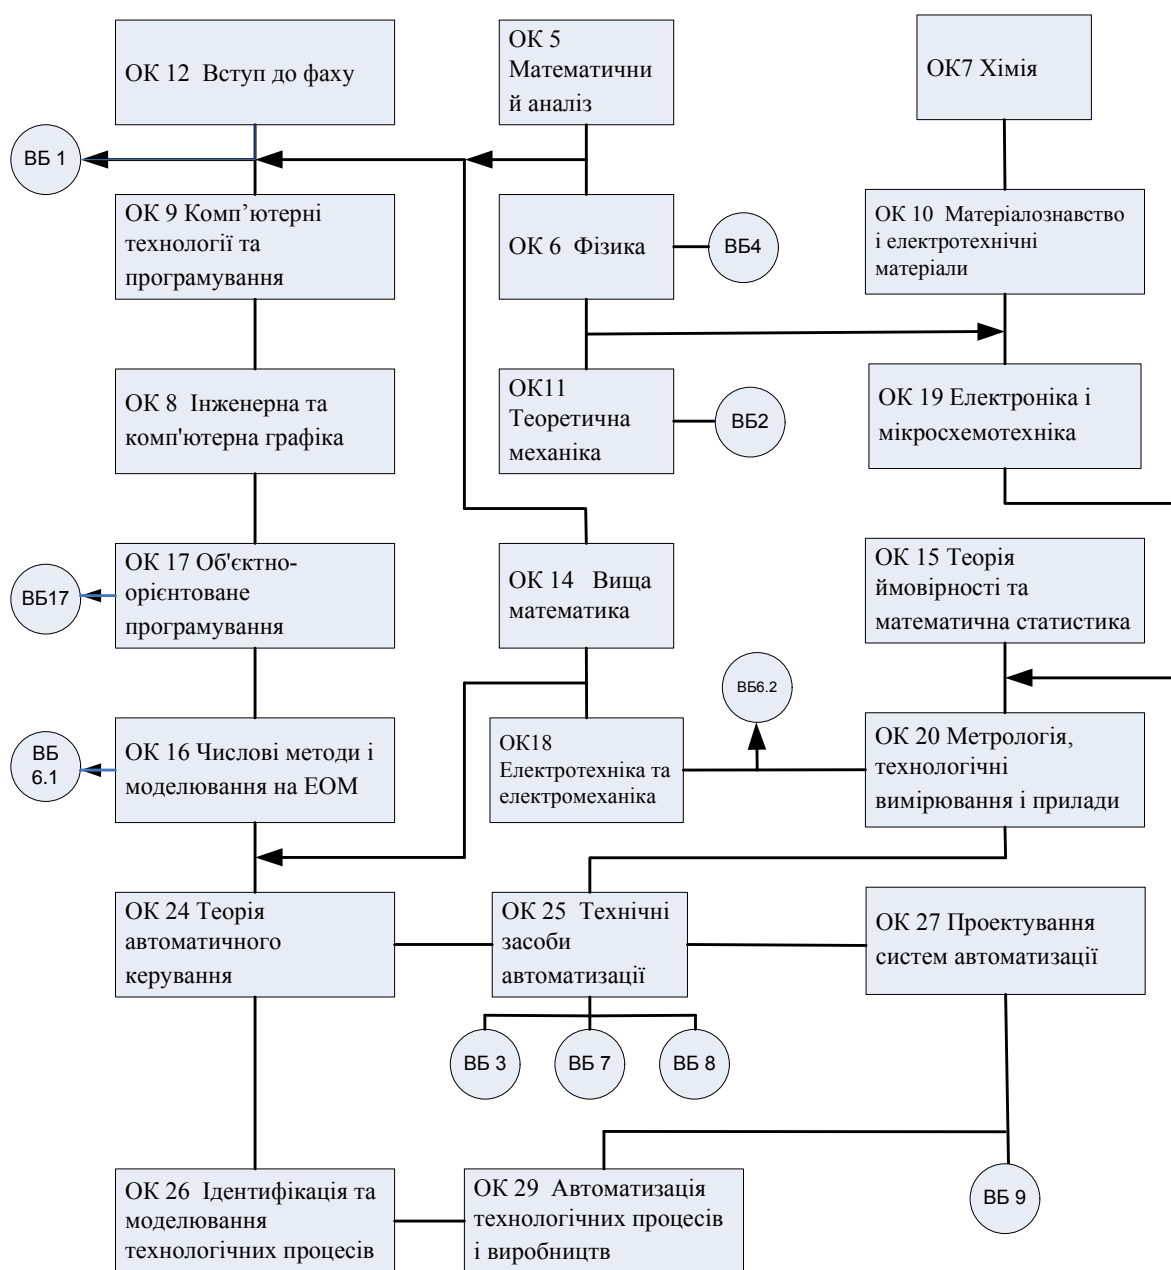 ОК 12 Вступ до фаху
ОК 5
Математични
й аналіз
ОК7 Хімія
ВБ 1
ОК 9 Комп’ютерні
технології та
програмування
ОК 6 Фізика
ВБ4
ОК 10 Матеріалознавство
і електротехнічні
матеріали
ОК 8 Інженерна та
комп'ютерна графіка
ОК11
Теоретична
механіка
ВБ2
ОК 19 Електроніка і
мікросхемотехніка
ВБ17
ОК 17 Об'єктно-
орієнтоване
програмування
ОК 14 Вища
математика
ОК 15 Теорія
ймовірності та
математична статистика
ВБ6.2
ВБ
6.1
ОК 16 Числові методи і
моделювання на ЕОМ
ОК18
Електротехніка та
електромеханіка
ОК 20 Метрологія,
технологічні
вимірювання і прилади
ОК 24 Теорія
автоматичного
керування
ОК 25 Технічні
засоби
автоматизації
ОК 27 Проектування
систем автоматизації
ВБ 3
ВБ 7
ВБ 8
ОК 26 Ідентифікація та
моделювання
технологічних процесів
ОК 29 Автоматизація
технологічних процесів
і виробництв
ВБ 9